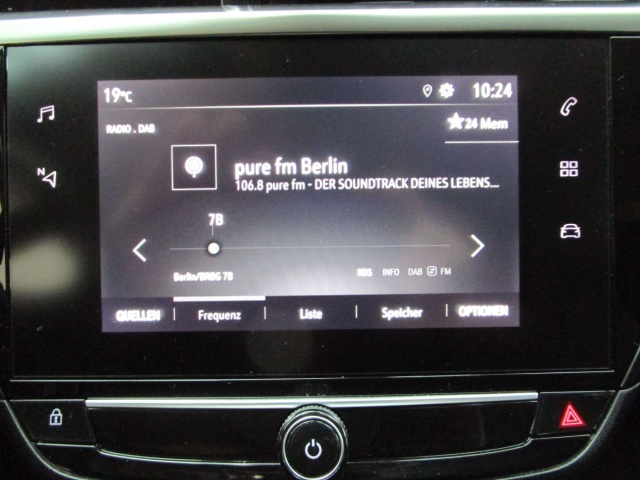 19°C 10:24
RADIO . DAB
24 Mem
N
pure fm Berlin
106.8 pure fm - DER SOUNDTRACK DEINES LEBENS...
7B
Berlin/BRBG 7B RDS INFO DAB FM
QUELLEN Frequenz Liste Speicher OPTIONEN